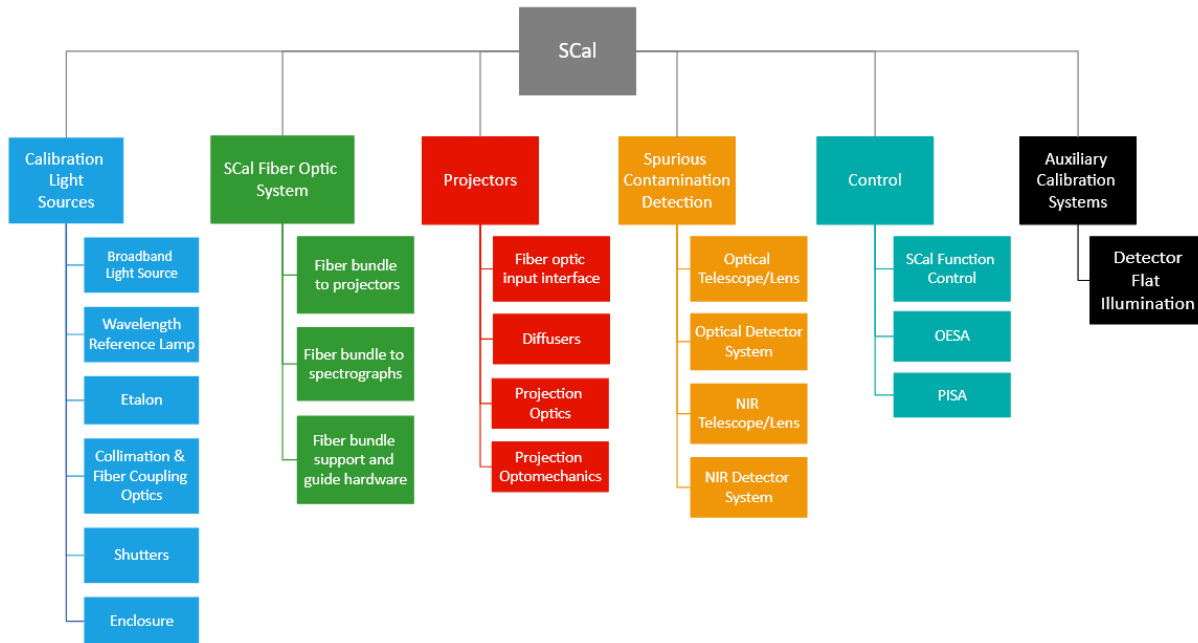 SCal
Calibration
Light
Sources
Broadband
Light Source
Wavelength
Reference Lamp
Etalon
Collimation &
Fiber Coupling
Optics
Shutters
Enclosure
SCal Fiber Optic
System
Fiber bundle
to projectors
Fiber bundle to
spectrographs
Fiber bundle
support and
guide hardware
Projectors
Fiber optic
input interface
Diffusers
Projection
Optics
Projection
Optomechanics
Spurious
Contamination
Detection
Optical
Telescope/Lens
Optical Detector
System
NIR
Telescope/Lens
NIR Detector
System
Control
SCal Function
Control
OESA
PISA
Auxiliary
Calibration
Systems
Detector
Flat
Illumination